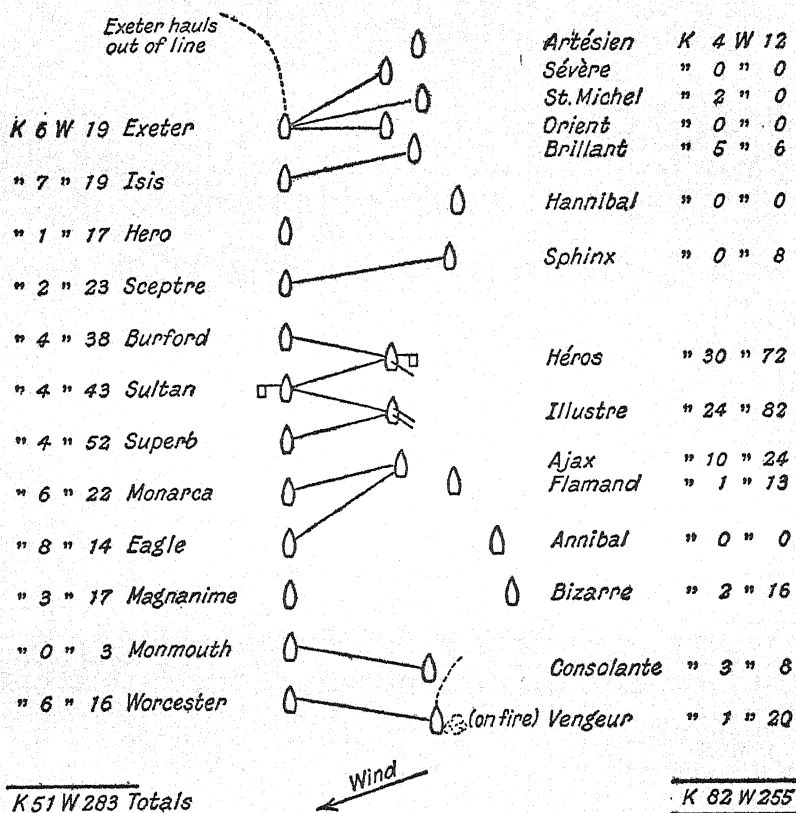 Exeter hauls
out of line
K 6 W 19 Exeter
" 7 " 19 Isis
" 1 " 17 Hero
" 2 " 23 Sceptre
" 4 " 38 Burford
" 4 " 43 Sultan
" 4 " 52 Superb
" 6 " 22 Monarca
" 8 " 14 Eagle
" 3 " 17 Magnanime
" 0 " 3 Monmouth
" 6 " 16 Worcester
K 51 W 283 Totals
Artésien K 4 W 12
Sévère " 0 " 0
St. Michel " 2 " 0
Orient " 0 " 0
Brillant " 5 " 6
Hannibal " 0 " 0
Sphinx " 0 " 8
Héros " 30 " 72
Illustre " 24 " 82
Ajax " 10 " 24
Flamand " 1 " 13
Annibal " 0 " 0
Bizarre " 2 " 16
Consolante " 3 " 8
(on fire) Vengeur " 1 " 20
Wind
K 82 W 255